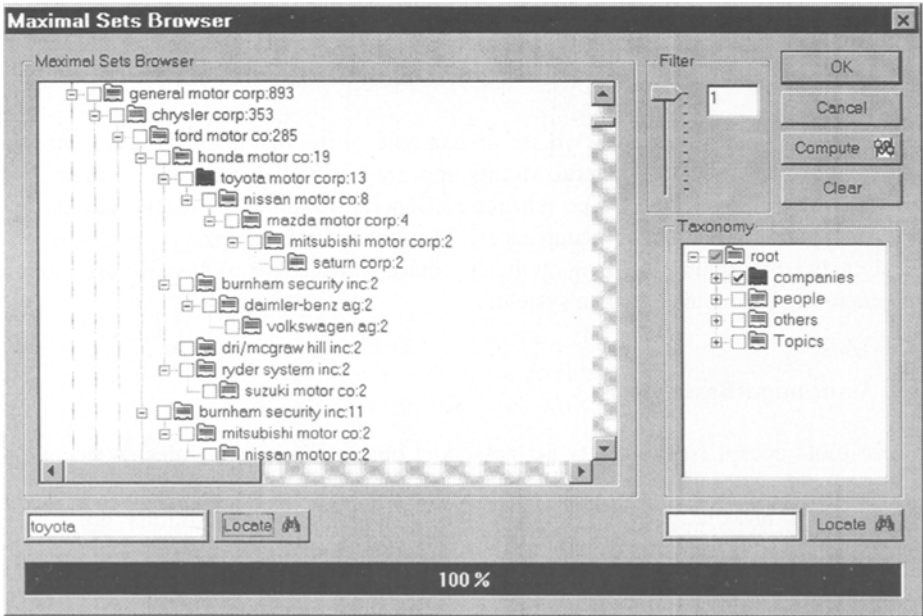 Maximal Sets Browser
Maximal Sets Browser
general motor corp:893
chrysler corp:353
ford motor co:285
honda motor co:19
toyota motor corp:13
nissan motor co:8
mazda motor corp:4
mitsubishi motor corp:2
saturn corp:2
burnham security inc:2
daimler-benz ag:2
volkswagen ag:2
dri/mcgraw hill inc:2
ryder system inc:2
suzuki motor co:2
burnham security inc:11
mitsubishi motor co:2
nissan motor co:2
toyota
Locate
Filter
1
OK
Cancel
Compute
Clear
Taxonomy
root
companies
people
others
Topics
Locate
100 %